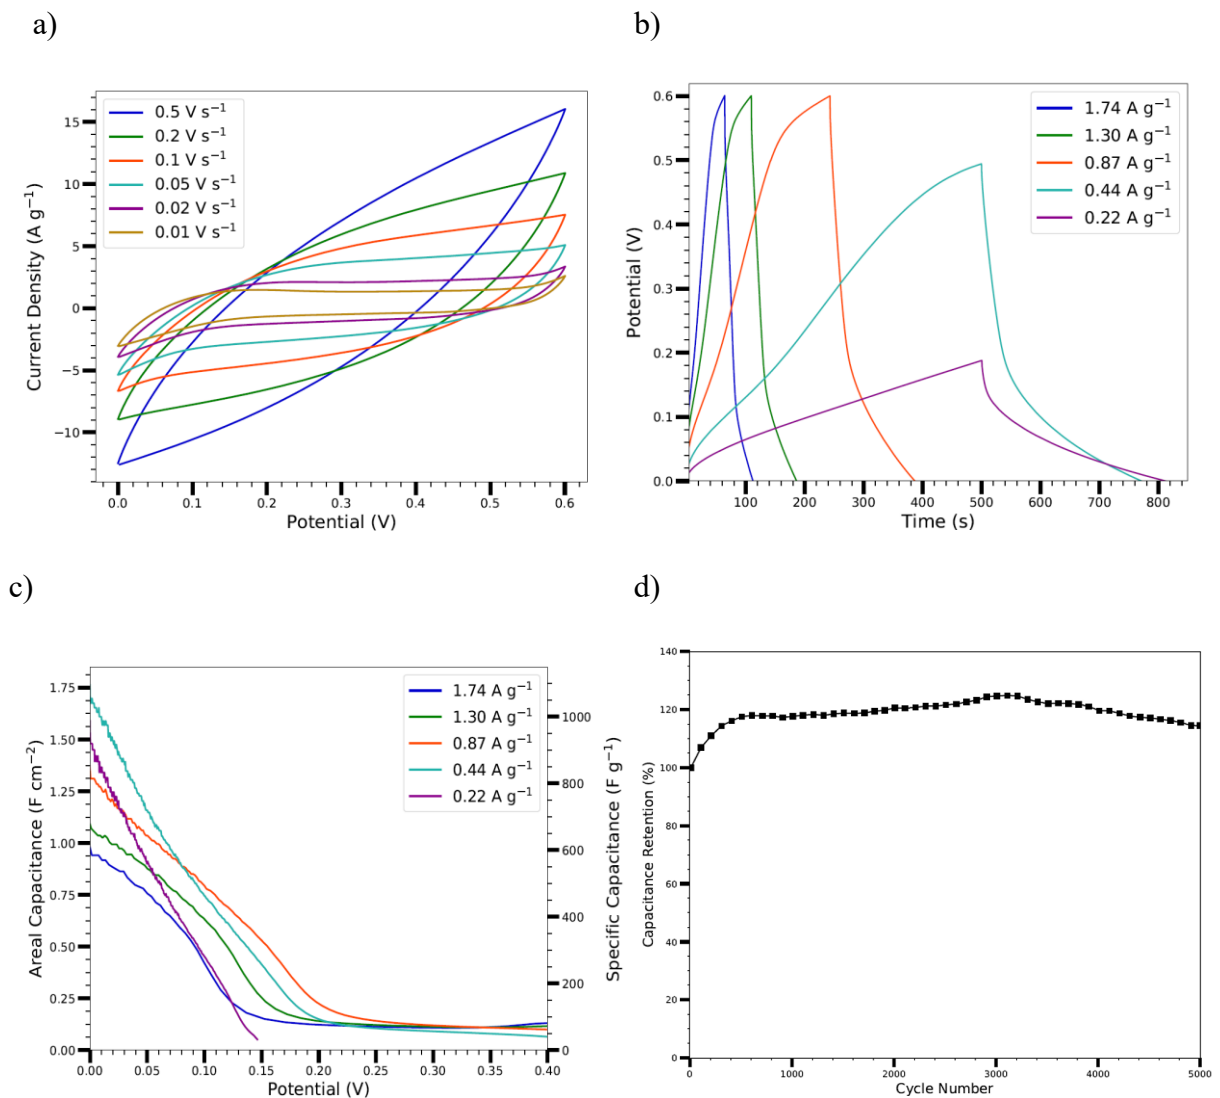 a)
0.5 V s⁻¹
0.2 V s⁻¹
0.1 V s⁻¹
0.05 V s⁻¹
0.02 V s⁻¹
0.01 V s⁻¹
15
10
5
0
−5
−10
Current Density (A g⁻¹)
0.0 0.1 0.2 0.3 0.4 0.5 0.6
Potential (V)
b)
1.74 A g⁻¹
1.30 A g⁻¹
0.87 A g⁻¹
0.44 A g⁻¹
0.22 A g⁻¹
0.6
0.5
0.3
0.2
0.1
0.0
Potential (V)
100 200 300 400 500 600 700 800
Time (s)
c)
1.74 A g⁻¹
1.30 A g⁻¹
0.87 A g⁻¹
0.44 A g⁻¹
0.22 A g⁻¹
1.75
1.50
1.25
1.00
0.75
0.50
0.25
0.00
Areal Capacitance (F cm⁻²)
1000
800
600
400
200
0
Specific Capacitance (F g⁻¹)
0.00 0.05 0.10 0.15 0.20 0.25 0.30 0.35 0.40
Potential (V)
d)
140
120
100
80
60
40
20
0
Capacitance Retention (%)
0 1000 2000 3000 4000 5000
Cycle Number